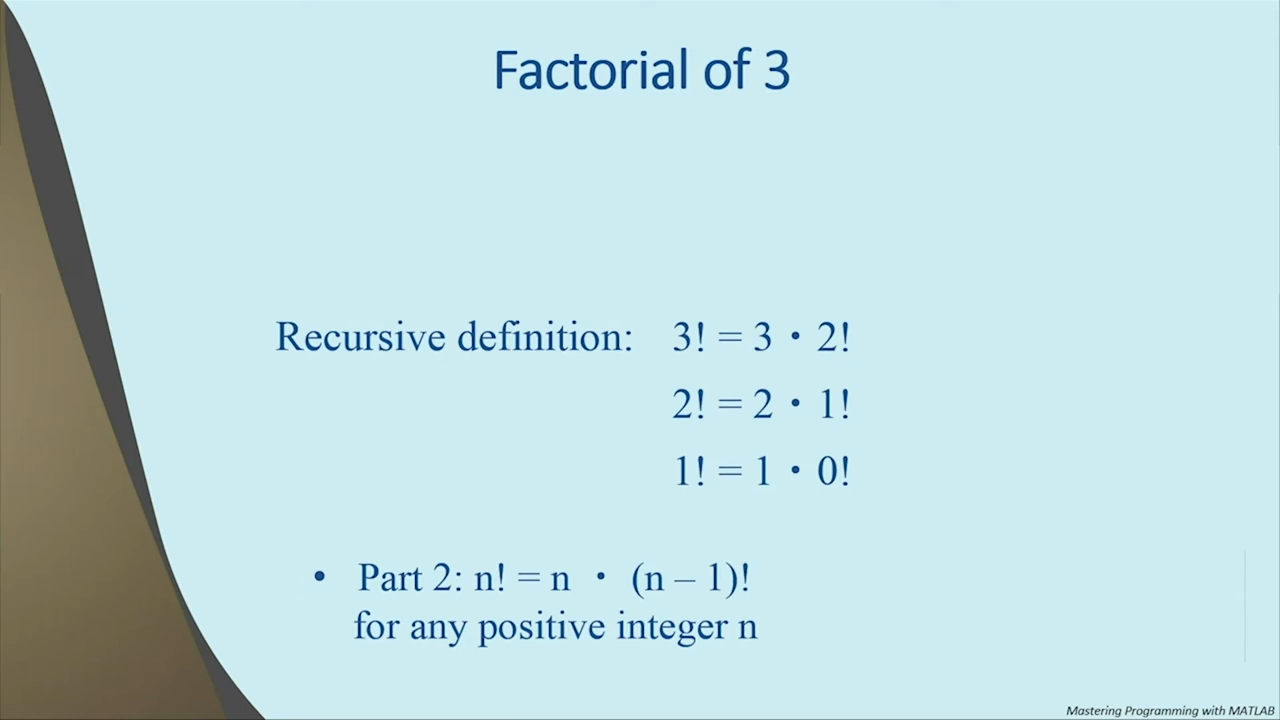 Factorial of 3
Recursive definition: 3! = 3 · 2!
2! = 2 · 1!
1! = 1 · 0!
• Part 2: n! = n · (n – 1)!
for any positive integer n
Mastering Programming with MATLAB